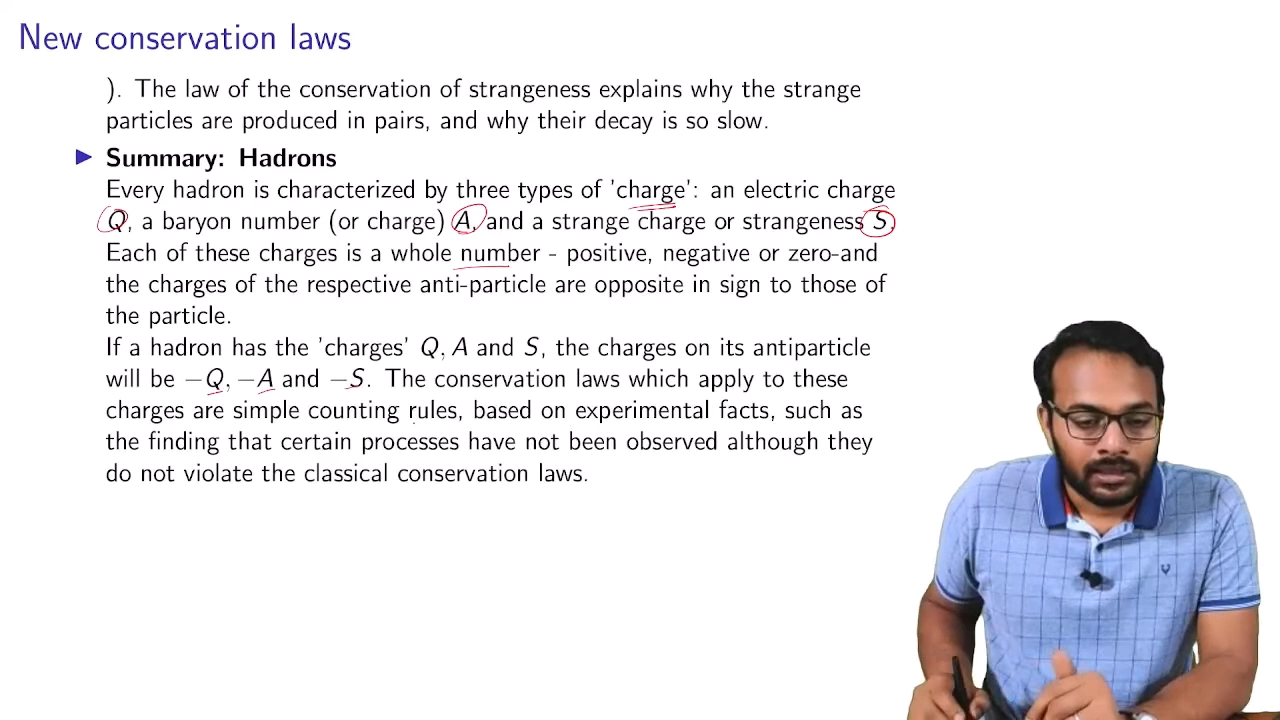 New conservation laws
). The law of the conservation of strangeness explains why the strange
particles are produced in pairs, and why their decay is so slow.
Summary: Hadrons
Every hadron is characterized by three types of 'charge': an electric charge
Q, a baryon number (or charge) A, and a strange charge or strangeness S.
Each of these charges is a whole number - positive, negative or zero-and
the charges of the respective anti-particle are opposite in sign to those of
the particle.
If a hadron has the 'charges' Q, A and S, the charges on its antiparticle
will be −Q, −A and −S. The conservation laws which apply to these
charges are simple counting rules, based on experimental facts, such as
the finding that certain processes have not been observed although they
do not violate the classical conservation laws.